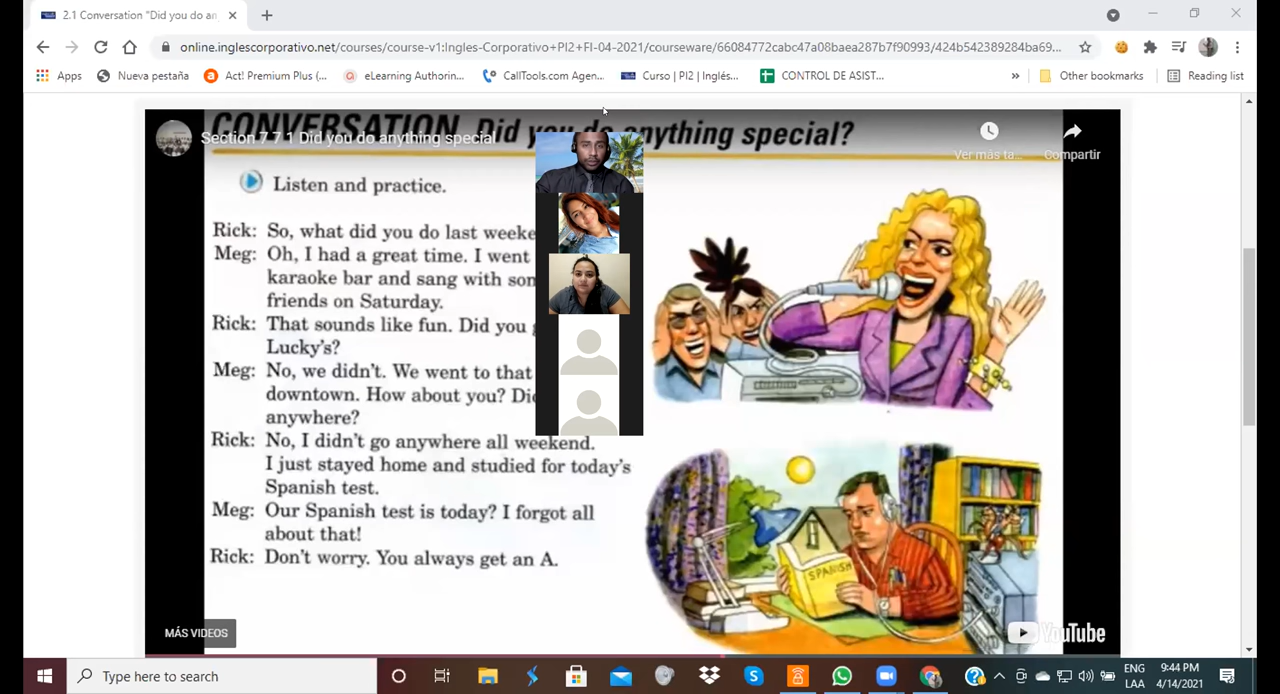 2.1 Conversation "Did you do an
online.inglescorporativo.net/courses/course-v1:Ingles-Corporativo+PI2+FI-04-2021/courseware/66084772cabc47a08baea287b7f90993/424b542389284ba69...
Apps Nueva pestaña Act! Premium Plus (... eLearning Authorin... CallTools.com Agen... Curso | PI2 | Inglés... CONTROL DE ASIST... » Other bookmarks Reading list
CONVERSATION Did you do anything special?
Section 7 7 1 Did you do anything special
Ver más ta... Compartir
Listen and practice.
Rick: So, what did you do last weeke
Meg: Oh, I had a great time. I went
karaoke bar and sang with som
friends on Saturday.
Rick: That sounds like fun. Did you
Lucky's?
Meg: No, we didn't. We went to that
downtown. How about you? Di
anywhere?
Rick: No, I didn't go anywhere all weekend.
I just stayed home and studied for today's
Spanish test.
Meg: Our Spanish test is today? I forgot all
about that!
Rick: Don't worry. You always get an A.
SPANISH
MÁS VIDEOS
YouTube
Type here to search
ENG
LAA
9:44 PM
4/14/2021